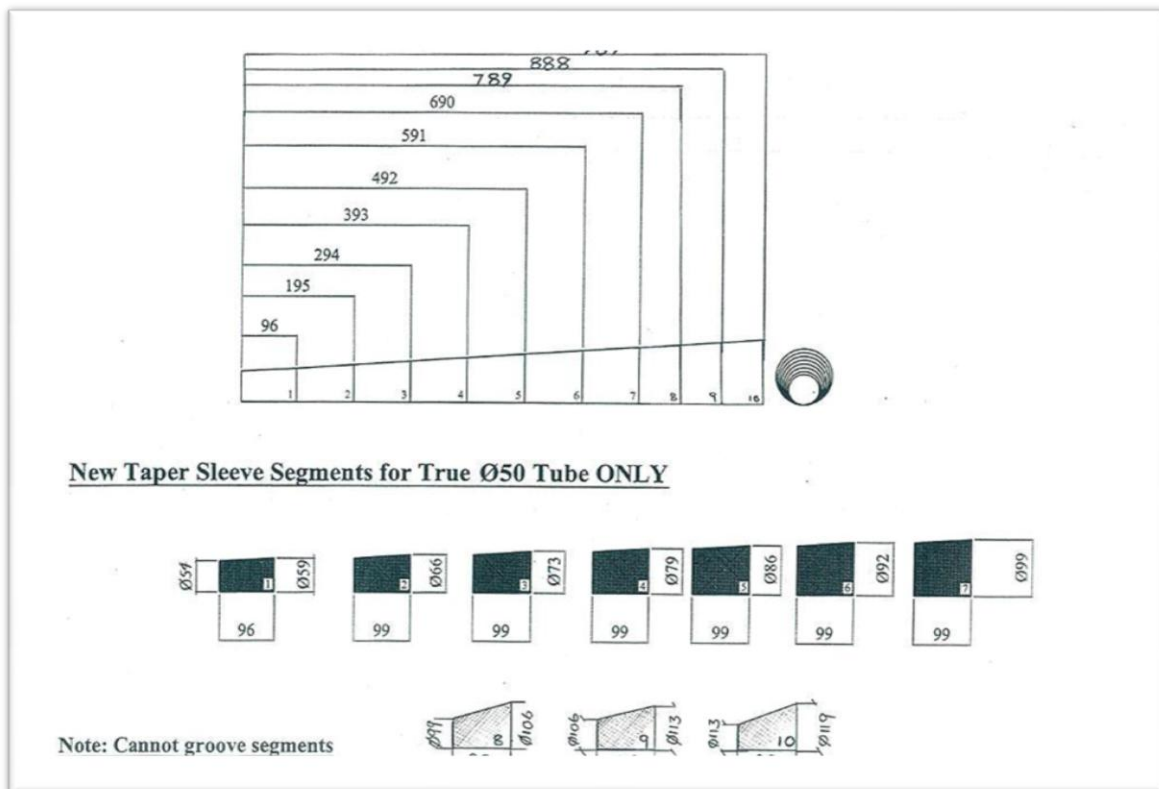 888
789
690
591
492
393
294
195
96
1 2 3 4 5 6 7 8 9 10
New Taper Sleeve Segments for True Ø50 Tube ONLY
Ø54 1 Ø59 2 Ø66 3 Ø73 4 Ø79 5 Ø86 6 Ø92 7 Ø99
96 99 99 99 99 99 99
Ø99 8 Ø106 Ø106 9 Ø113 Ø113 10 Ø119
Note: Cannot groove segments